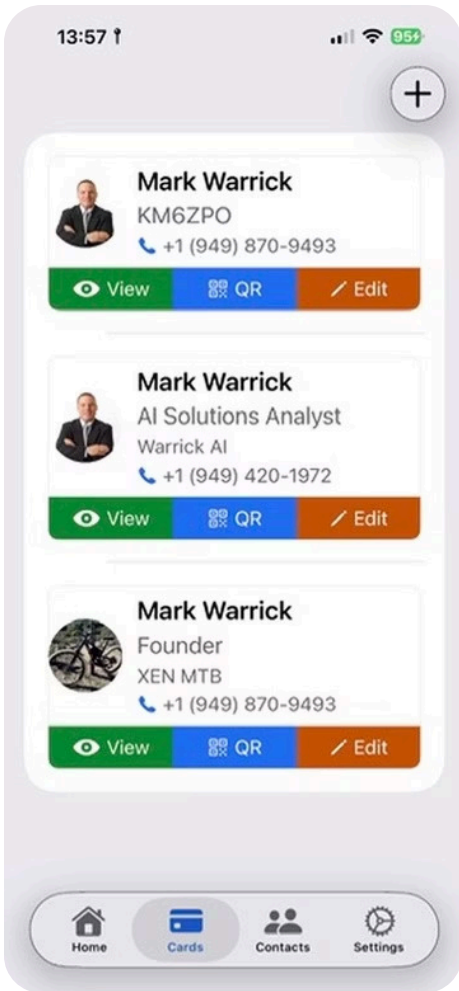 13:57
95
Mark Warrick
KM6ZPO
+1 (949) 870-9493
View QR Edit
Mark Warrick
AI Solutions Analyst
Warrick AI
+1 (949) 420-1972
View QR Edit
Mark Warrick
Founder
XEN MTB
+1 (949) 870-9493
View QR Edit
Home Cards Contacts Settings